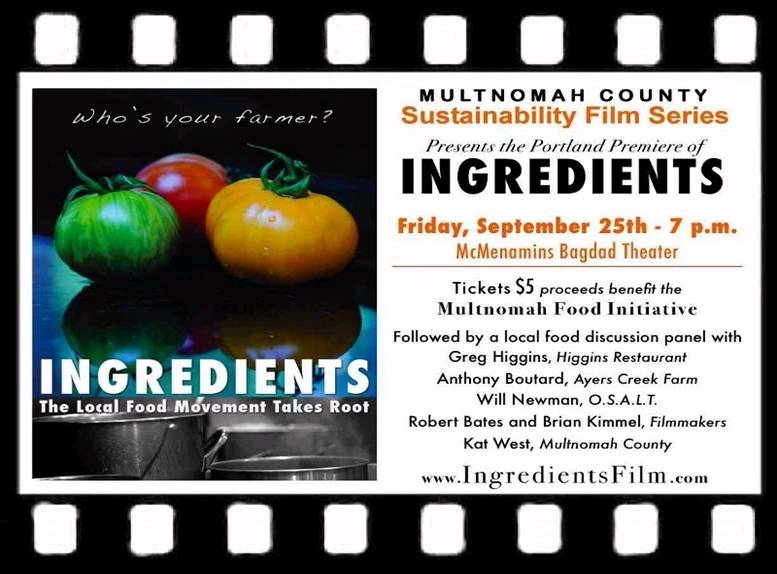 Who's your farmer?
INGREDIENTS
The Local Food Movement Takes Root
MULTNOMAH COUNTY
Sustainability Film Series
Presents the Portland Premiere of
INGREDIENTS
Friday, September 25th - 7 p.m.
McMenamins Bagdad Theater
Tickets $5 proceeds benefit the
Multnomah Food Initiative
Followed by a local food discussion panel with
Greg Higgins, Higgins Restaurant
Anthony Boutard, Ayers Creek Farm
Will Newman, O.S.A.L.T.
Robert Bates and Brian Kimmel, Filmmakers
Kat West, Multnomah County
www.IngredientsFilm.com